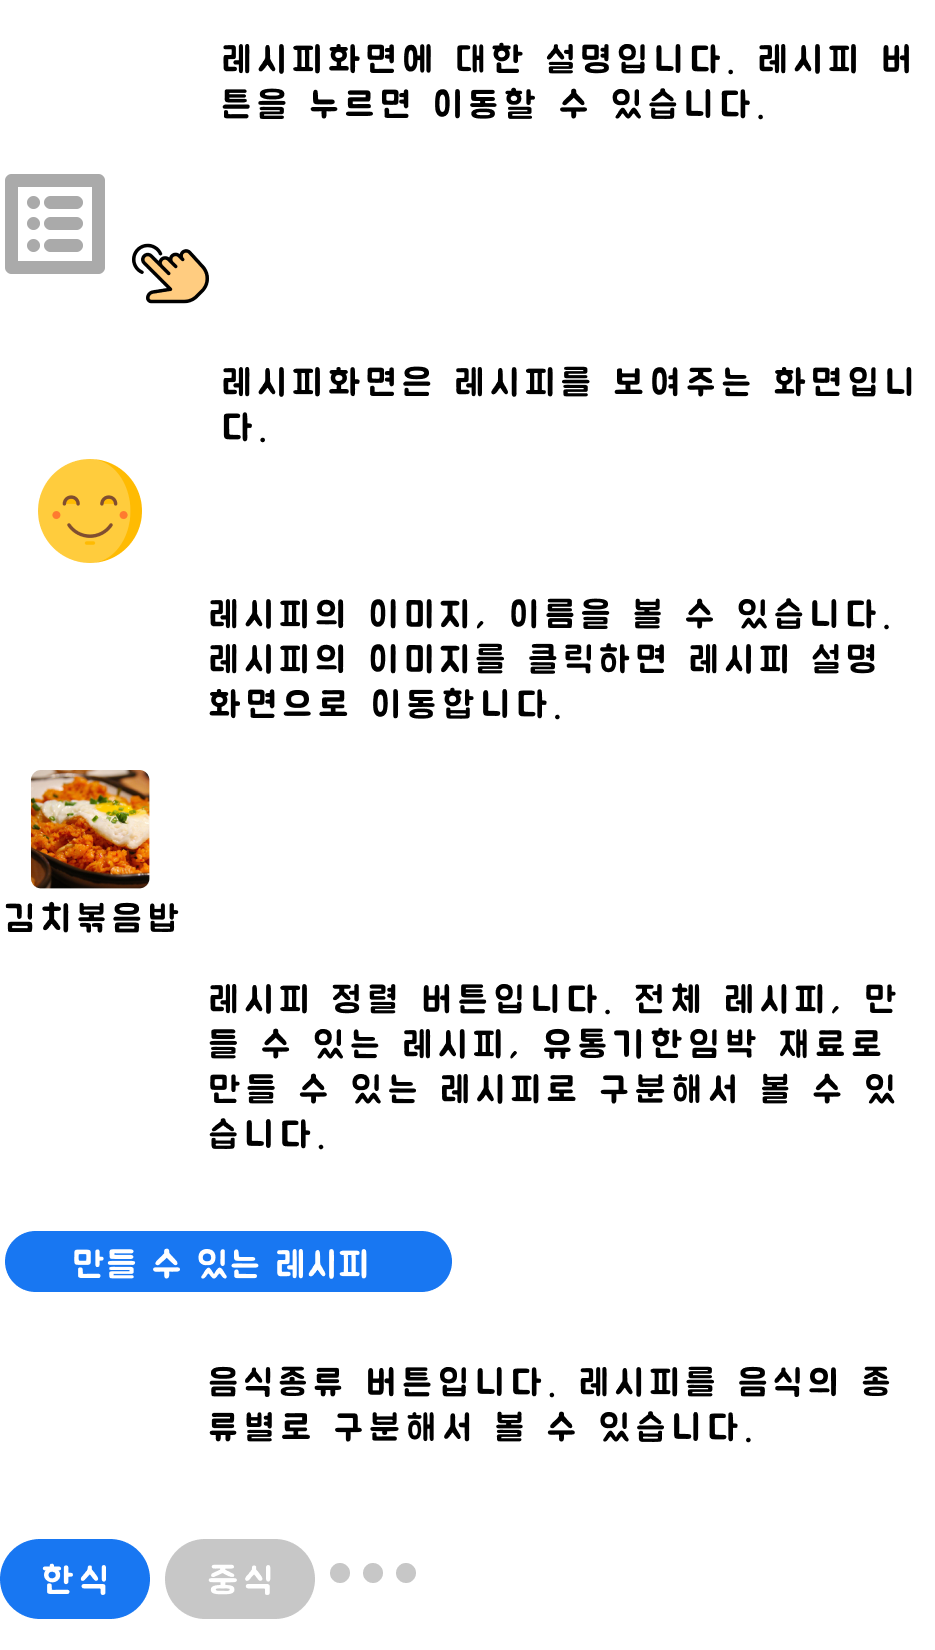 레시피화면에 대한 설명입니다. 레시피 버
튼을 누르면 이동할 수 있습니다.
레시피화면은 레시피를 보여주는 화면입니
다.
레시피의 이미지, 이름을 볼 수 있습니다.
레시피의 이미지를 클릭하면 레시피 설명
화면으로 이동합니다.
김치볶음밥
레시피 정렬 버튼입니다. 전체 레시피, 만
들 수 있는 레시피, 유통기한임박 재료로
만들 수 있는 레시피로 구분해서 볼 수 있
습니다.
만들 수 있는 레시피
음식종류 버튼입니다. 레시피를 음식의 종
류별로 구분해서 볼 수 있습니다.
한식 중식